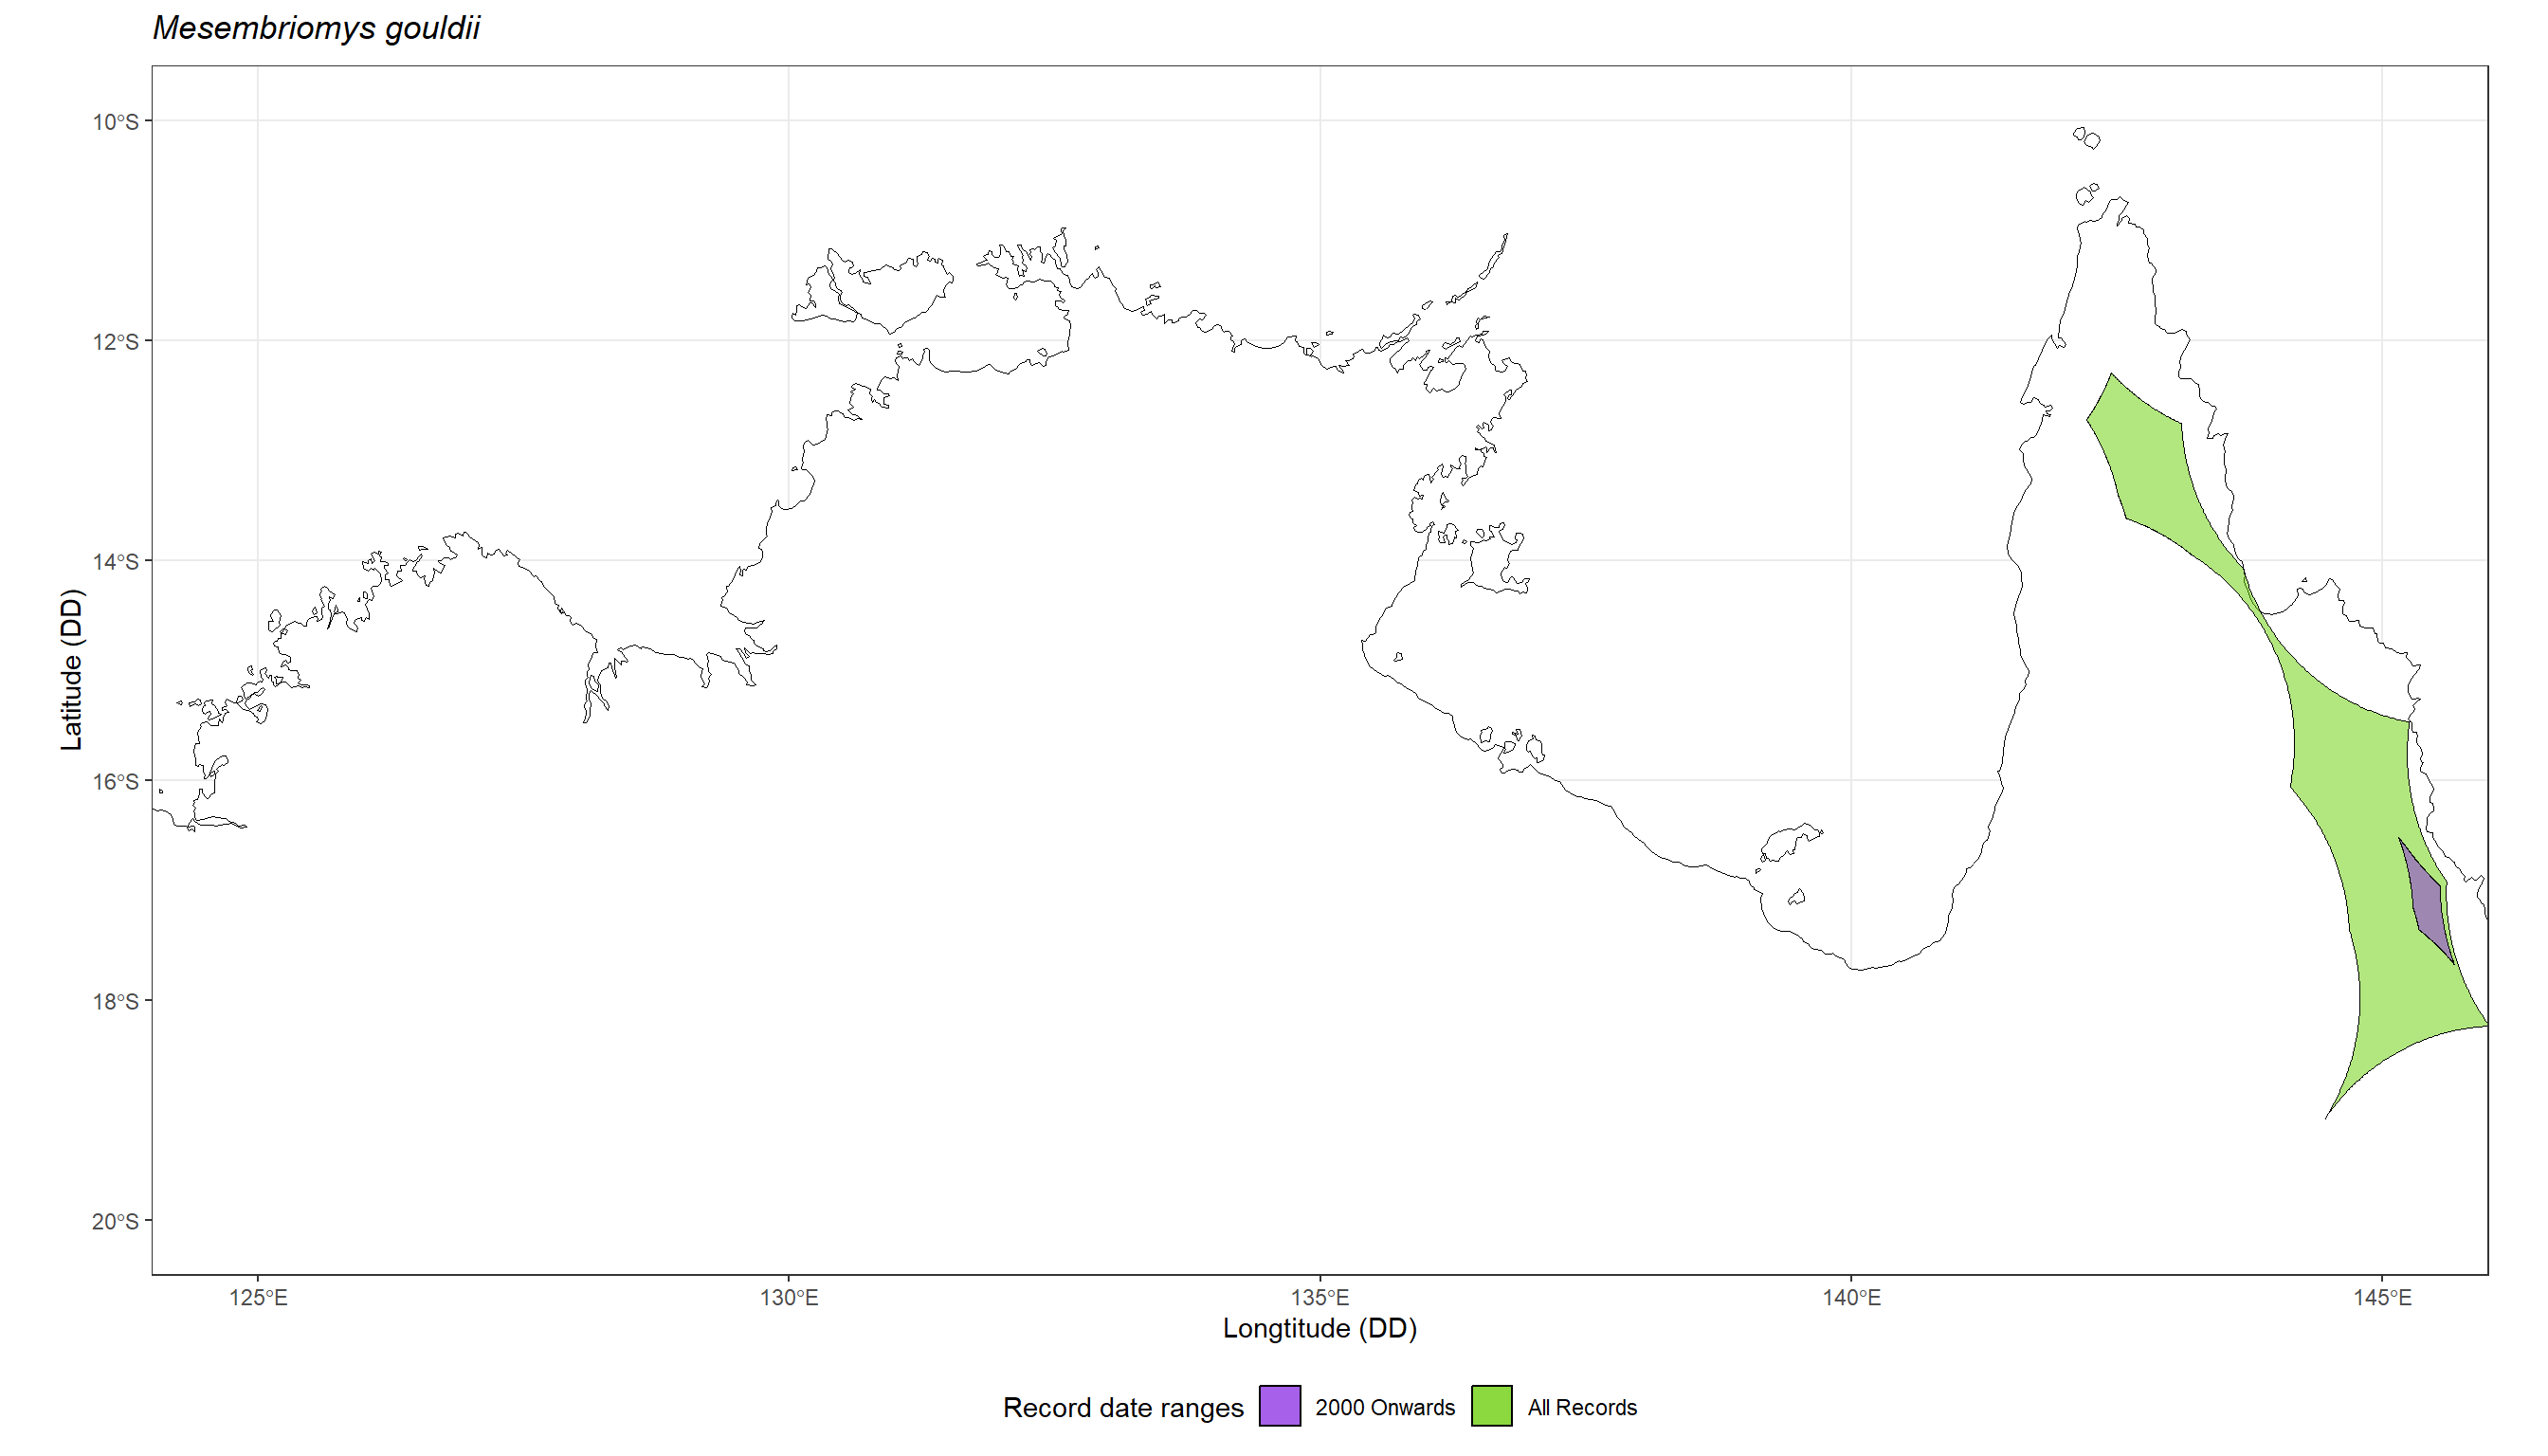 Mesembriomys gouldii
10°S
12°S
14°S
16°S
18°S
20°S
Latitude (DD)
125°E 130°E 135°E 140°E 145°E
Longtitude (DD)
Record date ranges 2000 Onwards All Records